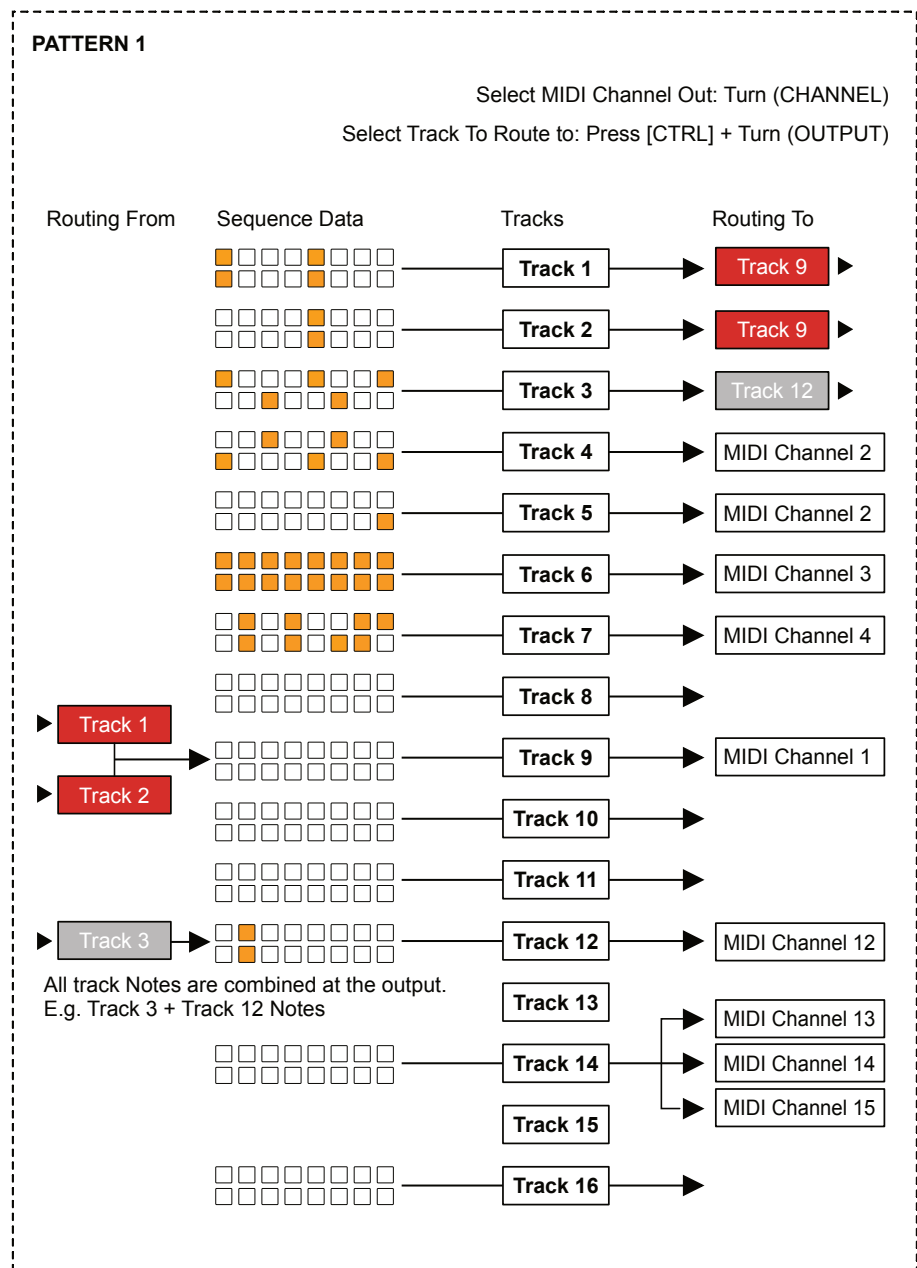 PATTERN 1
Select MIDI Channel Out: Turn (CHANNEL)
Select Track To Route to: Press [CTRL] + Turn (OUTPUT)
Routing From Sequence Data Tracks Routing To
Track 1 Track 9
Track 2 Track 9
Track 3 Track 12
Track 4 MIDI Channel 2
Track 5 MIDI Channel 2
Track 6 MIDI Channel 3
Track 7 MIDI Channel 4
Track 8
Track 1
Track 9 MIDI Channel 1
Track 2
Track 10
Track 11
Track 3 Track 12 MIDI Channel 12
All track Notes are combined at the output.
E.g. Track 3 + Track 12 Notes
Track 13
MIDI Channel 13
Track 14 MIDI Channel 14
MIDI Channel 15
Track 15
Track 16